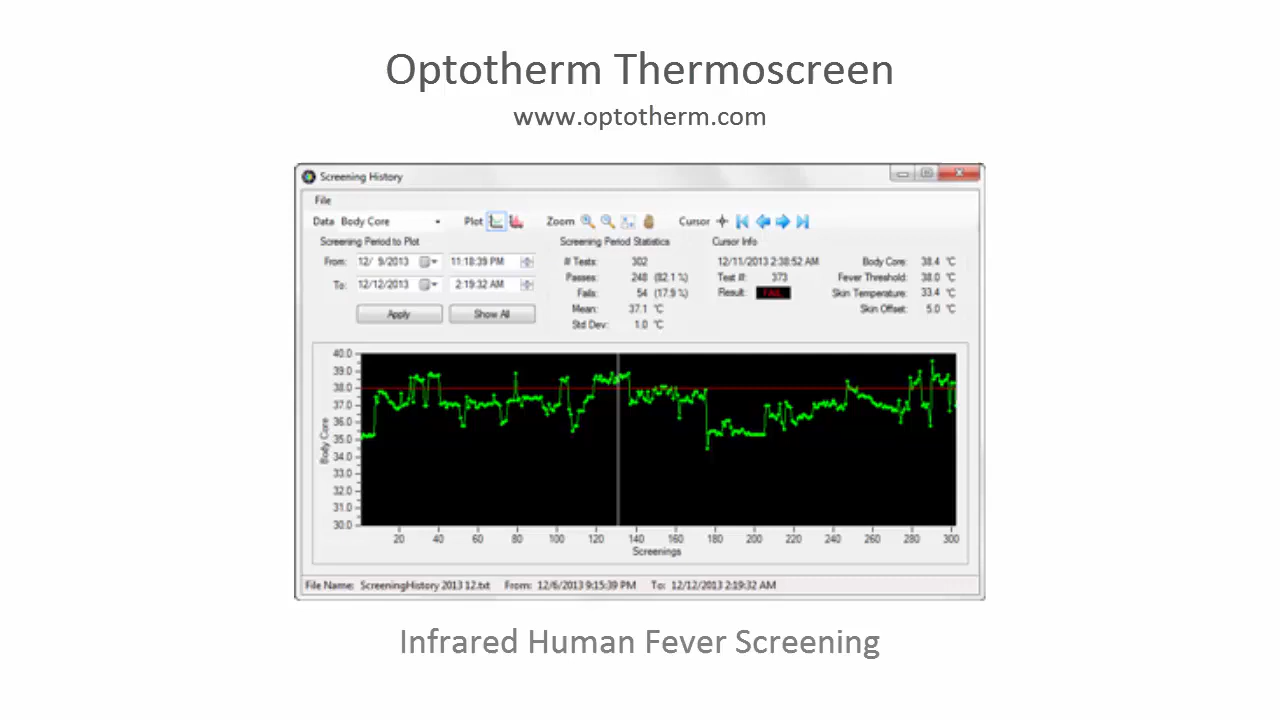 Optotherm Thermoscreen
www.optotherm.com
Screening History
File
Data Body Core Plot Zoom Cursor
Screening Period to Plot Screening Period Statistics Cursor Info
From: 12/ 9/2013 11:18:39 PM # Tests: 302 12/11/2013 2:38:52 AM Body Core: 38.4 °C
Passes: 248 (82.1 %) Test #: 373 Fever Threshold: 38.0 °C
To: 12/12/2013 2:19:32 AM Fails: 54 (17.9 %) Result: FAIL Skin Temperature: 33.4 °C
Apply Show All Mean: 37.1 °C Skin Offset: 5.0 °C
Std Dev: 1.0 °C
40.0
39.0
38.0
37.0
36.0
35.0
34.0
33.0
32.0
31.0
30.0
Body Core
20 40 60 80 100 120 140 160 180 200 220 240 260 280 300
Screenings
File Name: ScreeningHistory 2013 12.txt From: 12/6/2013 9:15:39 PM To: 12/12/2013 2:19:32 AM
Infrared Human Fever Screening